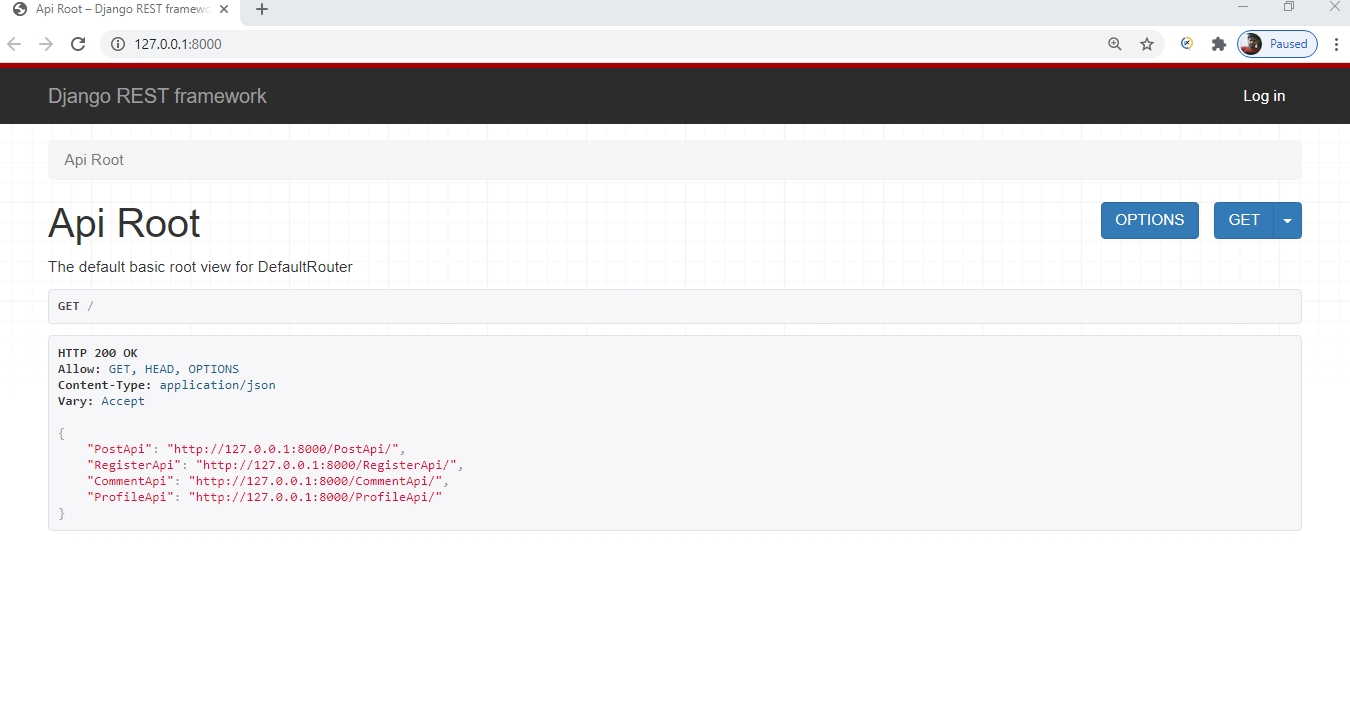 Api Root – Django REST framewo
127.0.0.1:8000
Paused
Django REST framework
Log in
Api Root
Api Root
OPTIONS
GET
The default basic root view for DefaultRouter
GET /
HTTP 200 OK
Allow: GET, HEAD, OPTIONS
Content-Type: application/json
Vary: Accept
{
"PostApi": "http://127.0.0.1:8000/PostApi/",
"RegisterApi": "http://127.0.0.1:8000/RegisterApi/",
"CommentApi": "http://127.0.0.1:8000/CommentApi/",
"ProfileApi": "http://127.0.0.1:8000/ProfileApi/"
}